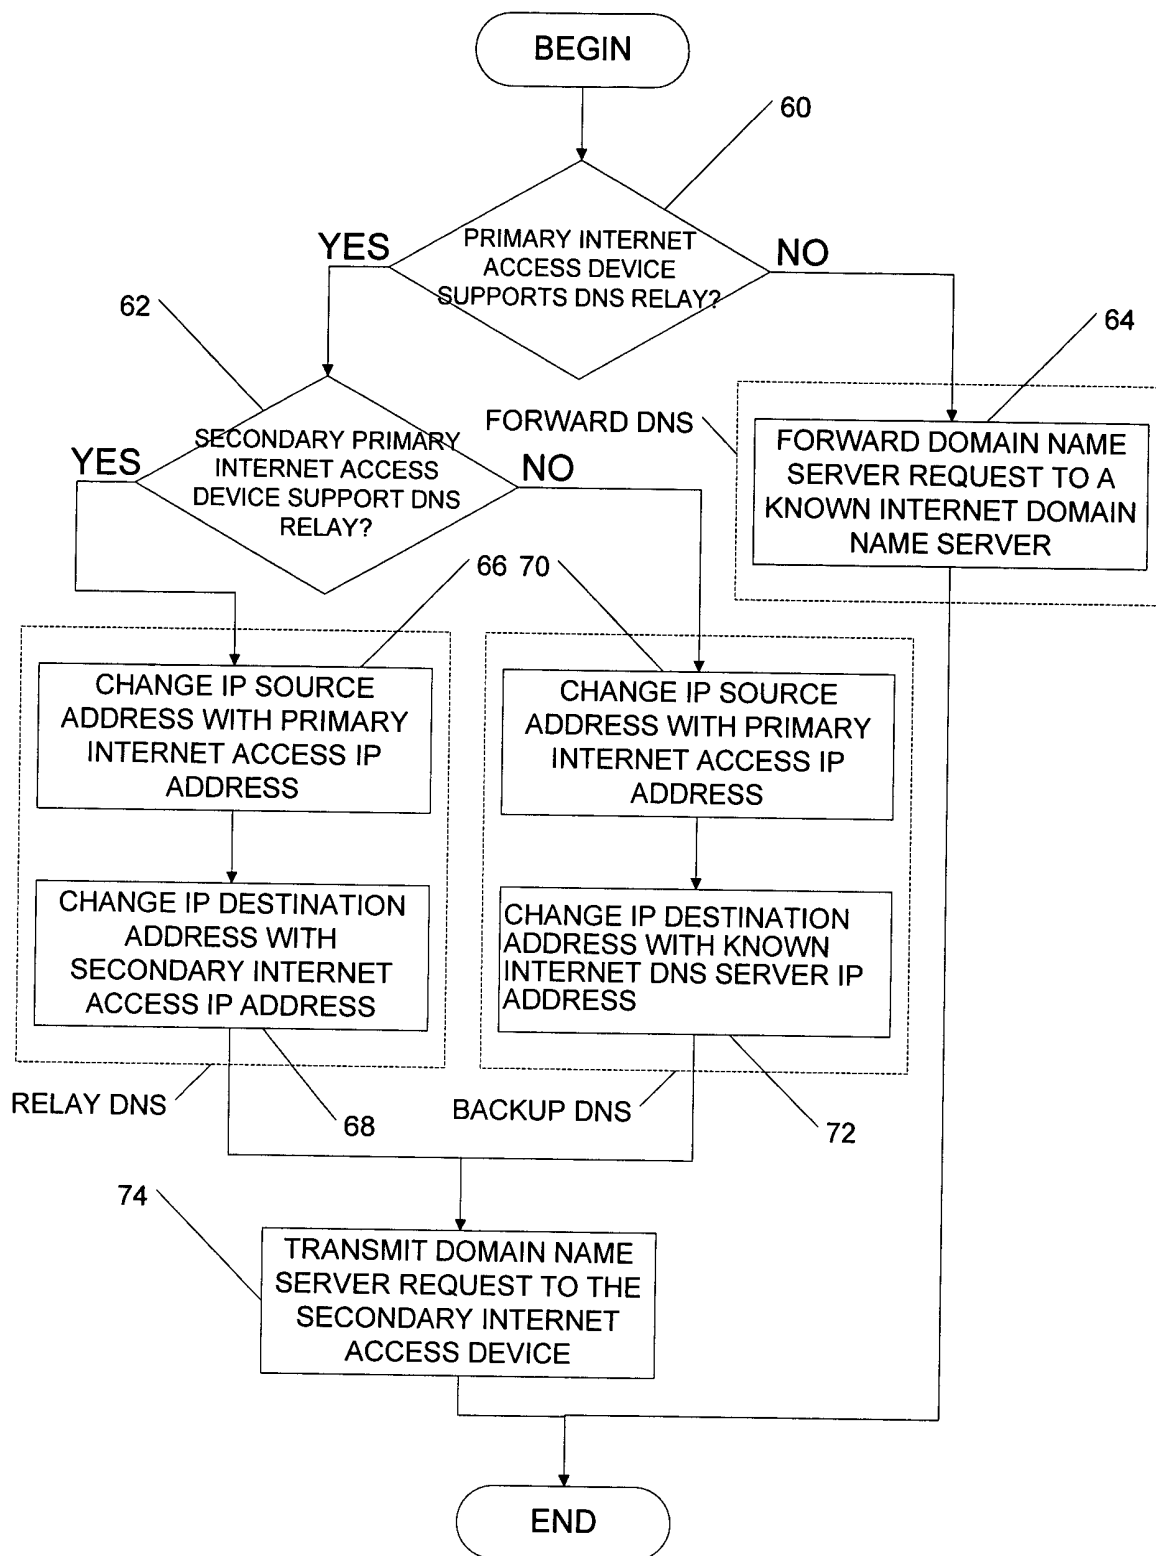 BEGIN
60
PRIMARY INTERNET
ACCESS DEVICE
SUPPORTS DNS RELAY?
YES
NO
62
64
SECONDARY PRIMARY
INTERNET ACCESS
DEVICE SUPPORT DNS
RELAY?
YES
NO
FORWARD DNS
FORWARD DOMAIN NAME
SERVER REQUEST TO A
KNOWN INTERNET DOMAIN
NAME SERVER
66
70
CHANGE IP SOURCE
ADDRESS WITH PRIMARY
INTERNET ACCESS IP
ADDRESS
CHANGE IP SOURCE
ADDRESS WITH PRIMARY
INTERNET ACCESS IP
ADDRESS
CHANGE IP DESTINATION
ADDRESS WITH
SECONDARY INTERNET
ACCESS IP ADDRESS
CHANGE IP DESTINATION
ADDRESS WITH KNOWN
INTERNET DNS SERVER IP
ADDRESS
RELAY DNS
68
BACKUP DNS
72
74
TRANSMIT DOMAIN NAME
SERVER REQUEST TO THE
SECONDARY INTERNET
ACCESS DEVICE
END